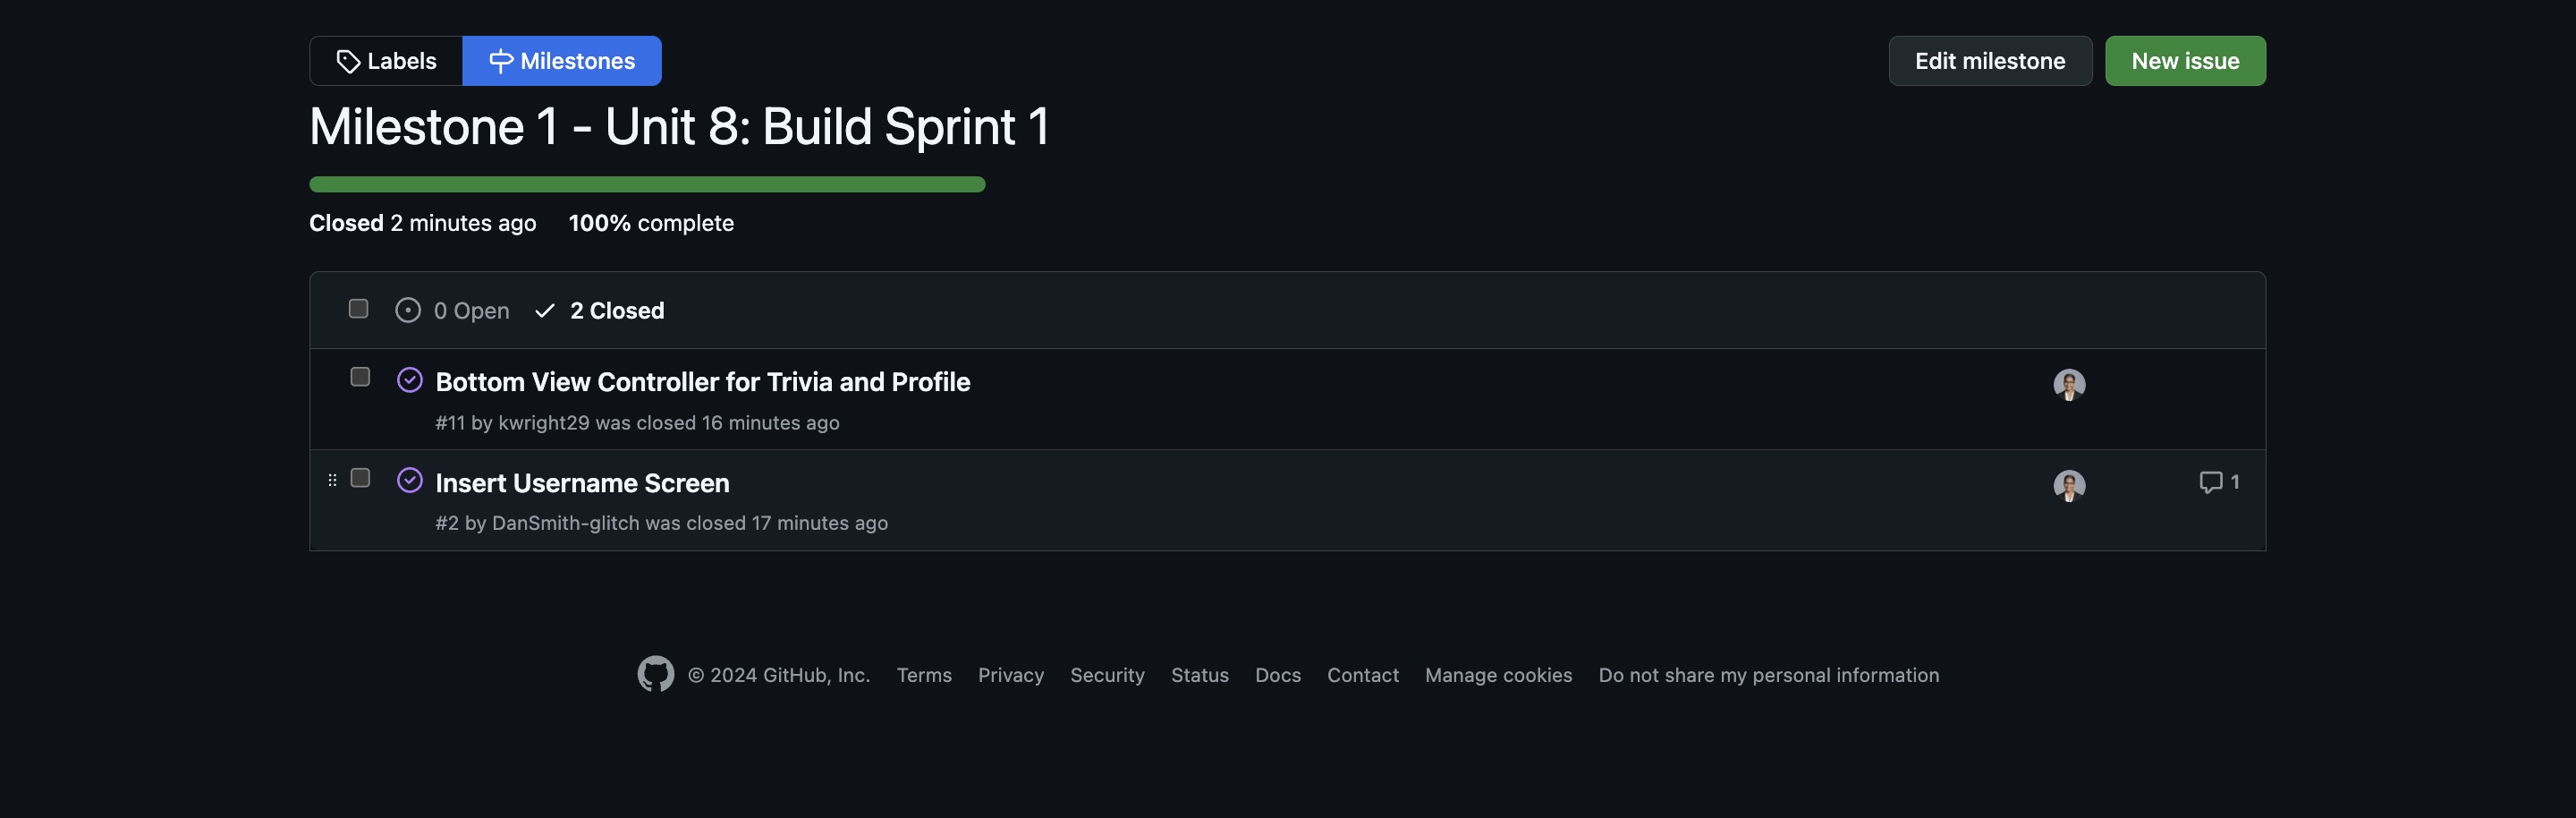 Labels Milestones Edit milestone New issue
Milestone 1 - Unit 8: Build Sprint 1
Closed 2 minutes ago 100% complete
0 Open 2 Closed
Bottom View Controller for Trivia and Profile
#11 by kwright29 was closed 16 minutes ago
Insert Username Screen 1
#2 by DanSmith-glitch was closed 17 minutes ago
© 2024 GitHub, Inc. Terms Privacy Security Status Docs Contact Manage cookies Do not share my personal information